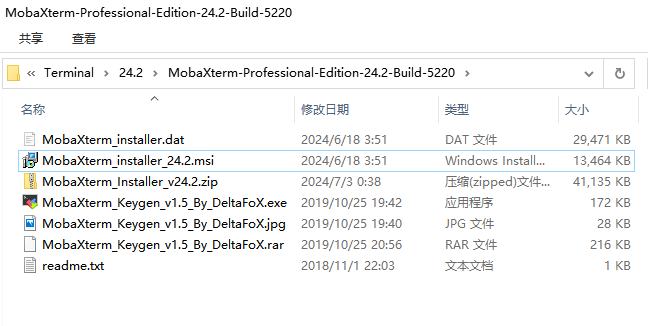 MobaXterm-Professional-Edition-24.2-Build-5220
共享 查看
« Terminal > 24.2 > MobaXterm-Professional-Edition-24.2-Build-5220 >
名称 修改日期 类型 大小
MobaXterm_installer.dat 2024/6/18 3:51 DAT 文件 29,471 KB
MobaXterm_installer_24.2.msi 2024/6/18 3:51 Windows Install... 13,464 KB
MobaXterm_Installer_v24.2.zip 2024/7/3 0:38 压缩(zipped)文件... 41,135 KB
MobaXterm_Keygen_v1.5_By_DeltaFoX.exe 2019/10/25 19:42 应用程序 172 KB
MobaXterm_Keygen_v1.5_By_DeltaFoX.jpg 2019/10/25 19:40 JPG 文件 28 KB
MobaXterm_Keygen_v1.5_By_DeltaFoX.rar 2019/10/25 20:56 RAR 文件 216 KB
readme.txt 2018/11/1 22:03 文本文档 1 KB